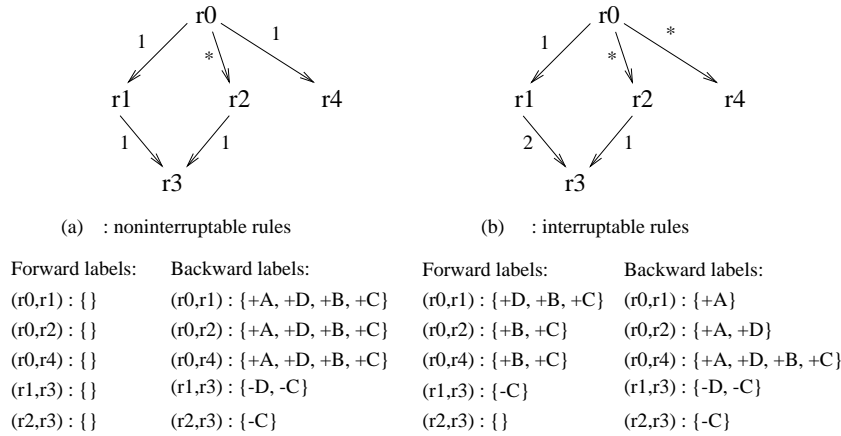 r0 r0
1 * 1 1 * *
r1 r2 r4 r1 r2 r4
1 1 2 1
r3 r3
(a) : noninterruptable rules (b) : interruptable rules
Forward labels: Backward labels: Forward labels: Backward labels:
(r0,r1) : {} (r0,r1) : {+A, +D, +B, +C} (r0,r1) : {+D, +B, +C} (r0,r1) : {+A}
(r0,r2) : {} (r0,r2) : {+A, +D, +B, +C} (r0,r2) : {+B, +C} (r0,r2) : {+A, +D}
(r0,r4) : {} (r0,r4) : {+A, +D, +B, +C} (r0,r4) : {+B, +C} (r0,r4) : {+A, +D, +B, +C}
(r1,r3) : {} (r1,r3) : {-D, -C} (r1,r3) : {-C} (r1,r3) : {-D, -C}
(r2,r3) : {} (r2,r3) : {-C} (r2,r3) : {} (r2,r3) : {-C}